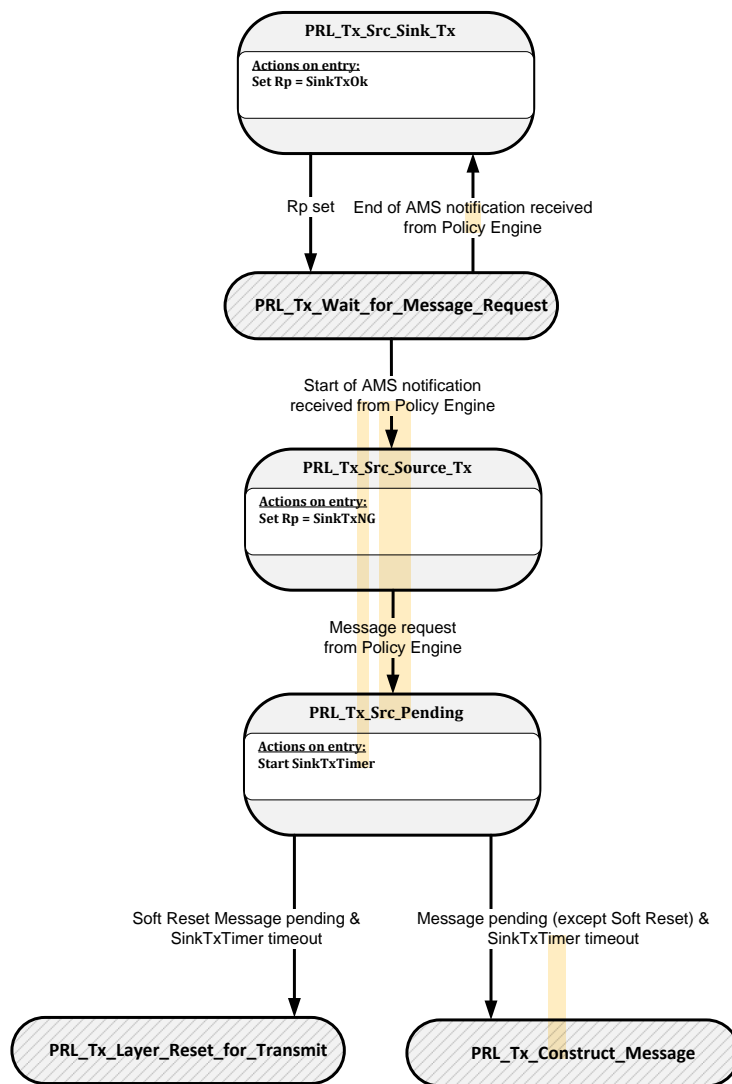 PRL_Tx_Src_Sink_Tx
Actions on entry:
Set Rp = SinkTxOk
Rp set
End of AMS notification received
from Policy Engine
PRL_Tx_Wait_for_Message_Request
Start of AMS notification
received from Policy Engine
PRL_Tx_Src_Source_Tx
Actions on entry:
Set Rp = SinkTxNG
Message request
from Policy Engine
PRL_Tx_Src_Pending
Actions on entry:
Start SinkTxTimer
Soft Reset Message pending &
SinkTxTimer timeout
Message pending (except Soft Reset) &
SinkTxTimer timeout
PRL_Tx_Layer_Reset_for_Transmit
PRL_Tx_Construct_Message